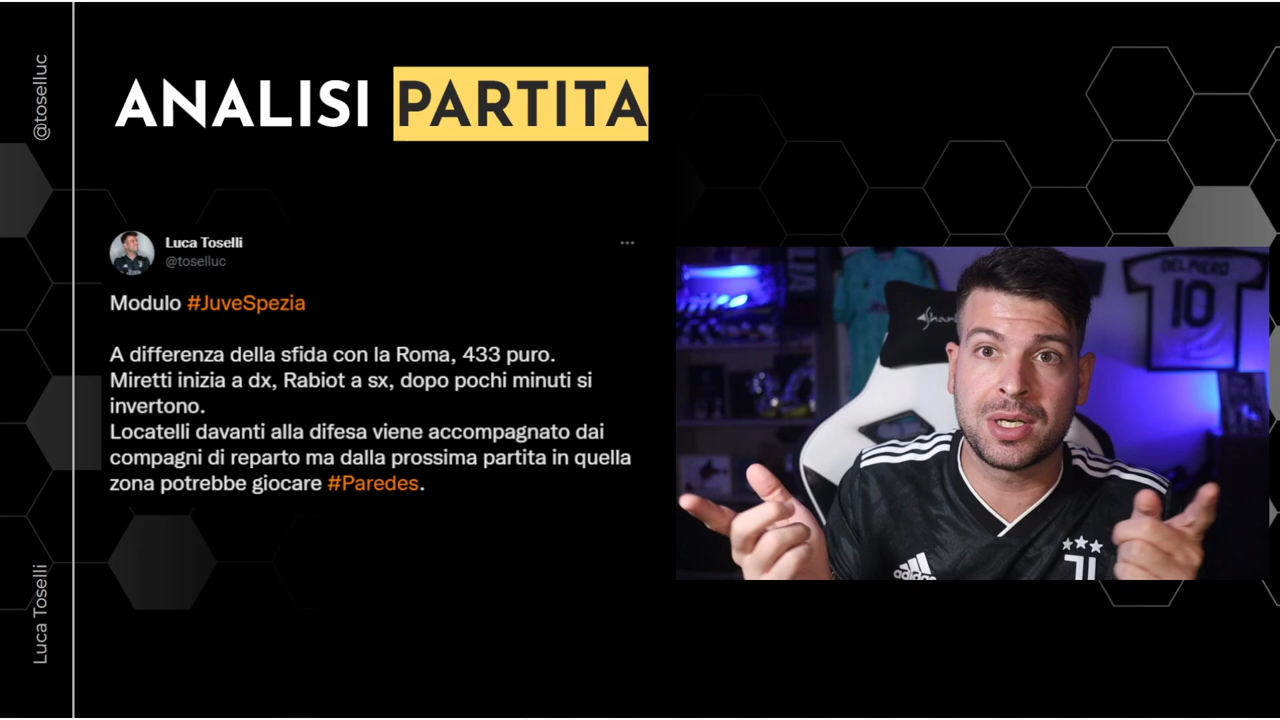 @toselluc
Luca Toselli
ANALISI PARTITA
Luca Toselli
@toselluc
Modulo #JuveSpezia
A differenza della sfida con la Roma, 433 puro.
Miretti inizia a dx, Rabiot a sx, dopo pochi minuti si
invertono.
Locatelli davanti alla difesa viene accompagnato dai
compagni di reparto ma dalla prossima partita in quella
zona potrebbe giocare #Paredes.
DEL PIERO
10
adidas